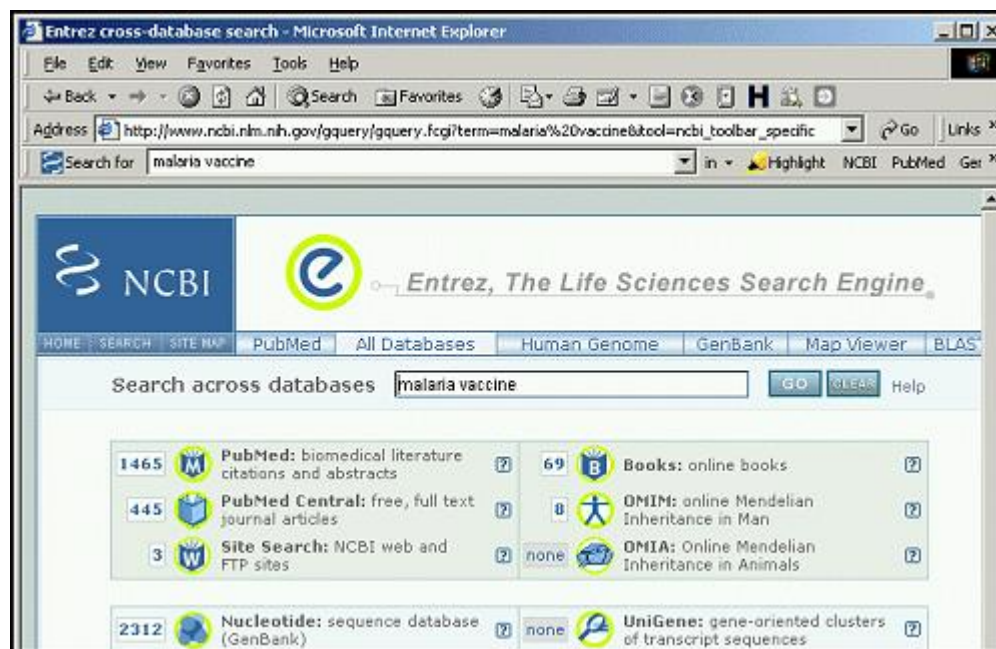 Entrez cross-database search - Microsoft Internet Explorer
File Edit View Favorites Tools Help
Back Search Favorites H
Address http://www.ncbi.nlm.nih.gov/gquery/gquery.fcgi?term=malaria%20vaccine&tool=ncbi_toolbar_specific Go Links »
Search for malaria vaccine in Highlight NCBI PubMed Ger »
NCBI e Entrez, The Life Sciences Search Engine
HOME SEARCH SITE MAP PubMed All Databases Human Genome GenBank Map Viewer BLAST
Search across databases malaria vaccine GO CLEAR Help
1465 M PubMed: biomedical literature citations and abstracts ?
69 B Books: online books ?
445 PubMed Central: free, full text journal articles ?
8 OMIM: online Mendelian Inheritance in Man ?
3 W Site Search: NCBI web and FTP sites ?
none OMIA: Online Mendelian Inheritance in Animals ?
2312 Nucleotide: sequence database (GenBank) ?
none UniGene: gene-oriented clusters of transcript sequences ?